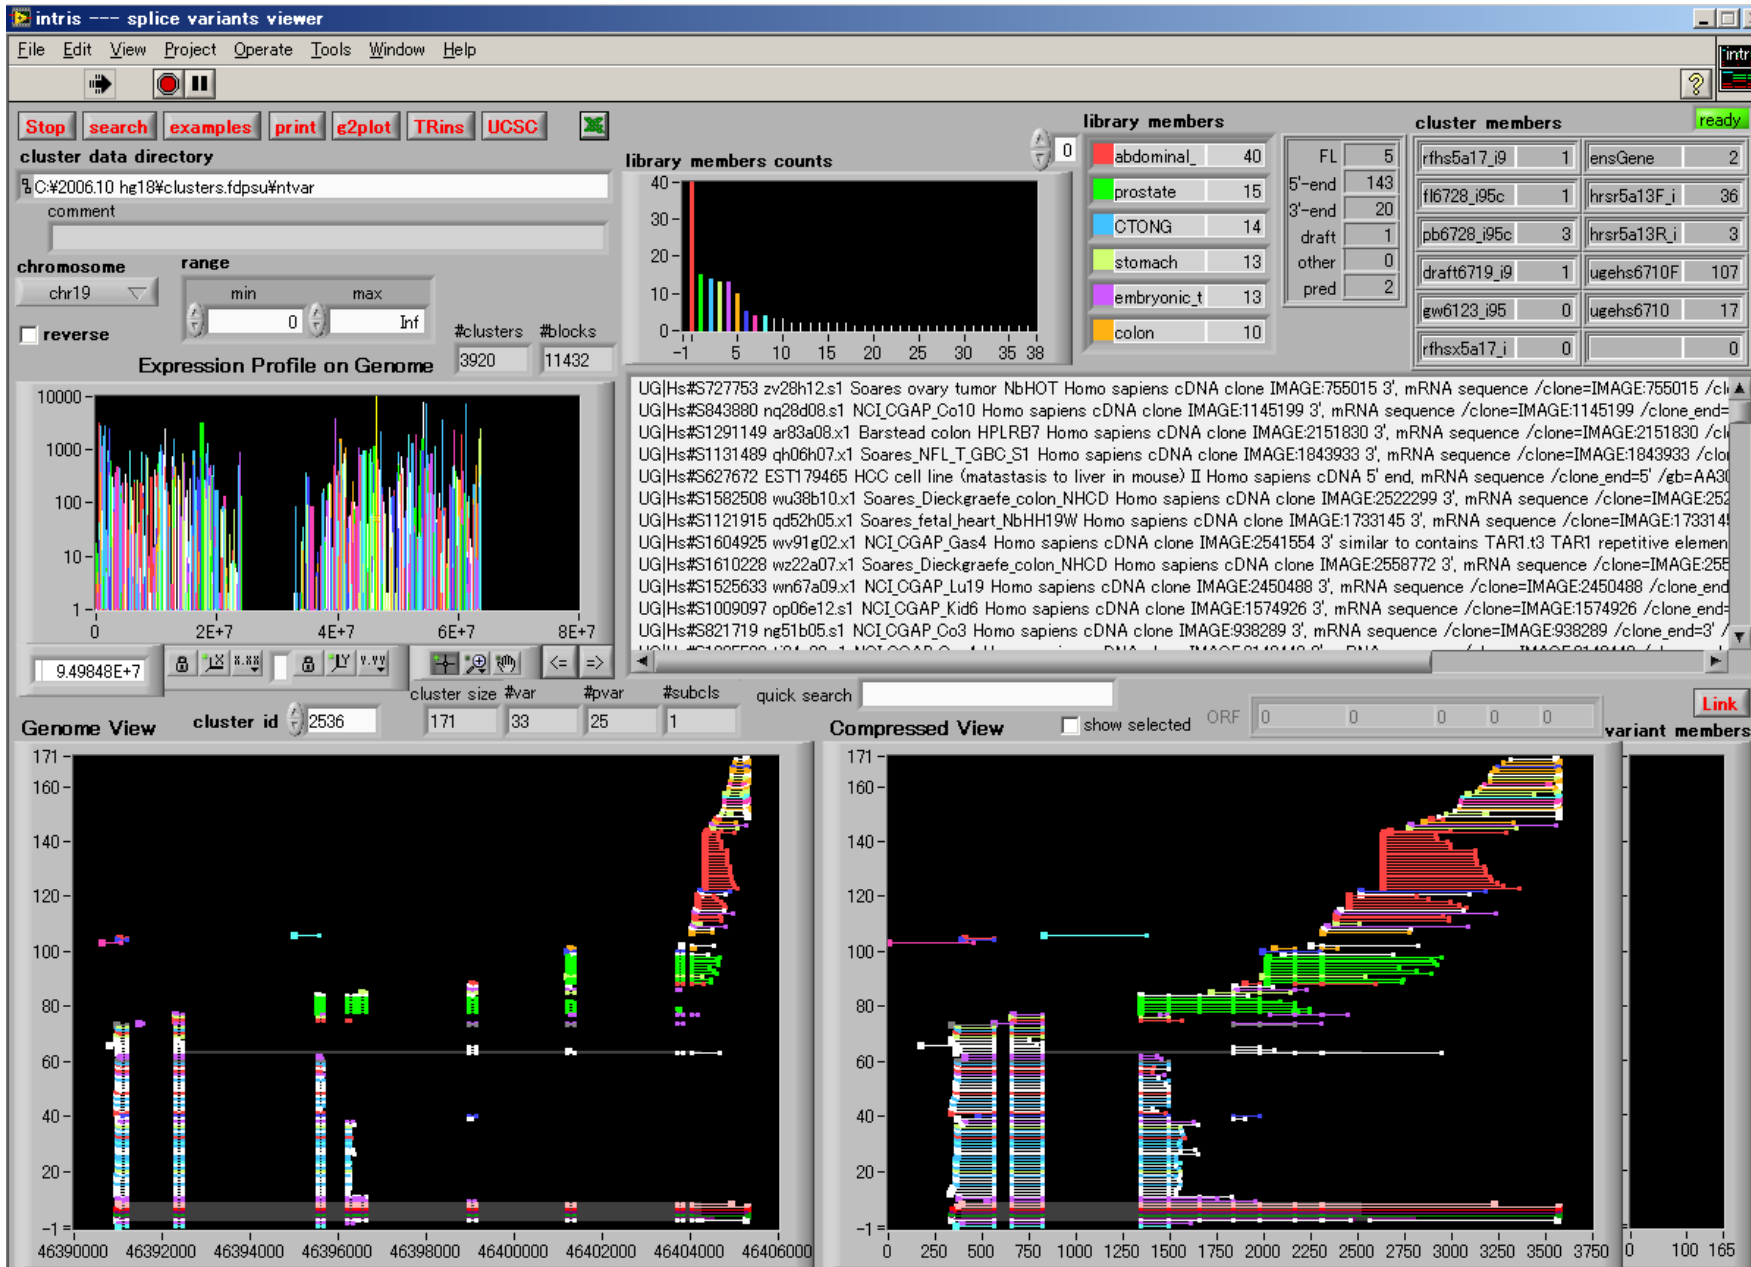 intris --- splice variants viewer
File Edit View Project Operate Tools Window Help
intr
Stop search examples print g2plot TRins UCSC
cluster data directory
C:¥2006.10 hg18¥clusters.fdpsu¥ntvar
comment
chromosome
chr19
range
min max
0 Inf
reverse
#clusters #blocks
3920 11432
library members counts
0
40
30
20
10
0
-1 5 10 15 20 25 30 35 38
library members
abdominal_ 40
prostate 15
CTONG 14
stomach 13
embryonic_t 13
colon 10
FL 5
5'-end 143
3'-end 20
draft 1
other 0
pred 2
cluster members
ready
rfhs5a17_i9 1 ensGene 2
fl6728_i95c 1 hrsr5a13F_i 36
pb6728_i95c 3 hrsr5a13R_i 3
draft6719_i9 1 ugehs6710F 107
gw6123_i95 0 ugehs6710 17
rfhsx5a17_i 0 0
Expression Profile on Genome
10000
1000
100
10
1
0 2E+7 4E+7 6E+7 8E+7
9.49848E+7
UG|Hs#S727753 zv28h12.s1 Soares ovary tumor NbHOT Homo sapiens cDNA clone IMAGE:755015 3', mRNA sequence /clone=IMAGE:755015 /cl
UG|Hs#S843880 nq28d08.s1 NCI_CGAP_Co10 Homo sapiens cDNA clone IMAGE:1145199 3', mRNA sequence /clone=IMAGE:1145199 /clone_end=
UG|Hs#S1291149 ar83a08.x1 Barstead colon HPLRB7 Homo sapiens cDNA clone IMAGE:2151830 3', mRNA sequence /clone=IMAGE:2151830 /cl
UG|Hs#S1131489 qh06h07.x1 Soares_NFL_T_GBC_S1 Homo sapiens cDNA clone IMAGE:1843933 3', mRNA sequence /clone=IMAGE:1843933 /clo
UG|Hs#S627672 EST179465 HCC cell line (matastasis to liver in mouse) II Homo sapiens cDNA 5' end, mRNA sequence /clone_end=5' /gb=AA30
UG|Hs#S1582508 wu38b10.x1 Soares_Dieckgraefe_colon_NHCD Homo sapiens cDNA clone IMAGE:2522299 3', mRNA sequence /clone=IMAGE:252
UG|Hs#S1121915 qd52h05.x1 Soares_fetal_heart_NbHH19W Homo sapiens cDNA clone IMAGE:1733145 3', mRNA sequence /clone=IMAGE:173314
UG|Hs#S1604925 wv91g02.x1 NCI_CGAP_Gas4 Homo sapiens cDNA clone IMAGE:2541554 3' similar to contains TAR1.t3 TAR1 repetitive elemen
UG|Hs#S1610228 wz22a07.x1 Soares_Dieckgraefe_colon_NHCD Homo sapiens cDNA clone IMAGE:2558772 3', mRNA sequence /clone=IMAGE:255
UG|Hs#S1525633 wn67a09.x1 NCI_CGAP_Lu19 Homo sapiens cDNA clone IMAGE:2450488 3', mRNA sequence /clone=IMAGE:2450488 /clone_end
UG|Hs#S1009097 op06e12.s1 NCI_CGAP_Kid6 Homo sapiens cDNA clone IMAGE:1574926 3', mRNA sequence /clone=IMAGE:1574926 /clone_end=
UG|Hs#S821719 ng51b05.s1 NCI_CGAP_Co3 Homo sapiens cDNA clone IMAGE:938289 3', mRNA sequence /clone=IMAGE:938289 /clone_end=3' /
<= =>
cluster size #var #pvar #subcls
171 33 25 1
quick search
Genome View
cluster id 2536
Compressed View
show selected
ORF 0 0 0 0 0
Link
variant members
171
160
140
120
100
80
60
40
20
-1
46390000 46392000 46394000 46396000 46398000 46400000 46402000 46404000 46406000
171
160
140
120
100
80
60
40
20
-1
0 250 500 750 1000 1250 1500 1750 2000 2250 2500 2750 3000 3250 3500 3750
0 100 165